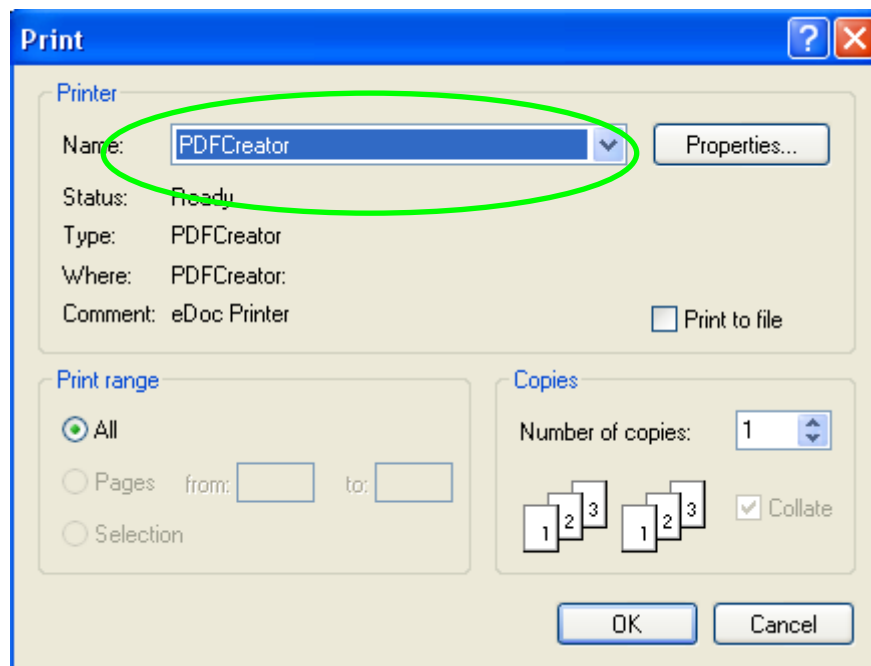 Print
Printer
Name: PDFCreator Properties...
Status: Ready
Type: PDFCreator
Where: PDFCreator:
Comment: eDoc Printer Print to file
Print range
All
Pages from: to:
Selection
Copies
Number of copies: 1
1 2 3 1 2 3
Collate
OK Cancel